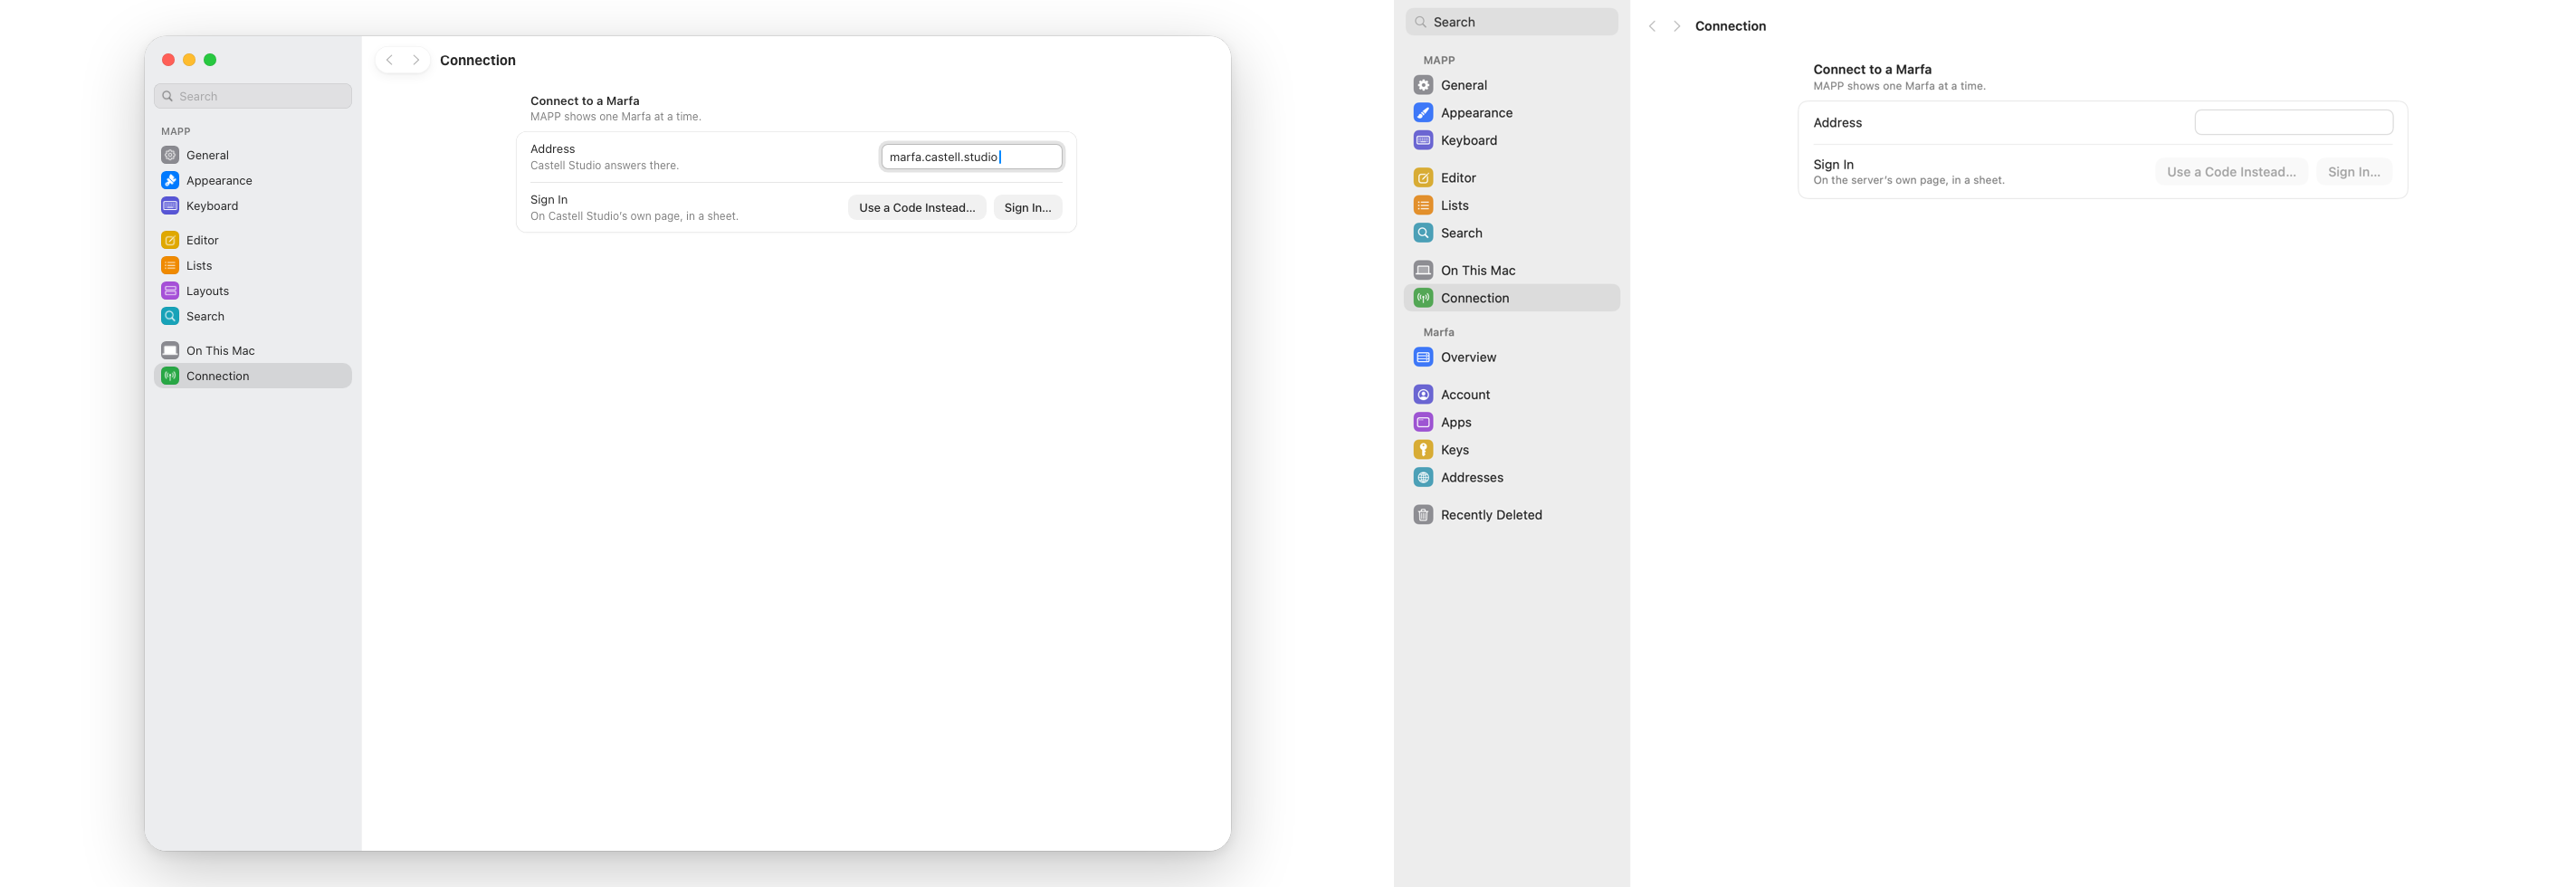 Connection
Search
MAPP
General
Appearance
Keyboard
Editor
Lists
Layouts
Search
On This Mac
Connection
Connect to a Marfa
MAPP shows one Marfa at a time.
Address
Castell Studio answers there.
marfa.castell.studio
Sign In
On Castell Studio's own page, in a sheet.
Use a Code Instead...
Sign In...
Search
MAPP
General
Appearance
Keyboard
Editor
Lists
Search
On This Mac
Connection
Marfa
Overview
Account
Apps
Keys
Addresses
Recently Deleted
Connection
Connect to a Marfa
MAPP shows one Marfa at a time.
Address
Sign In
On the server's own page, in a sheet.
Use a Code Instead...
Sign In...